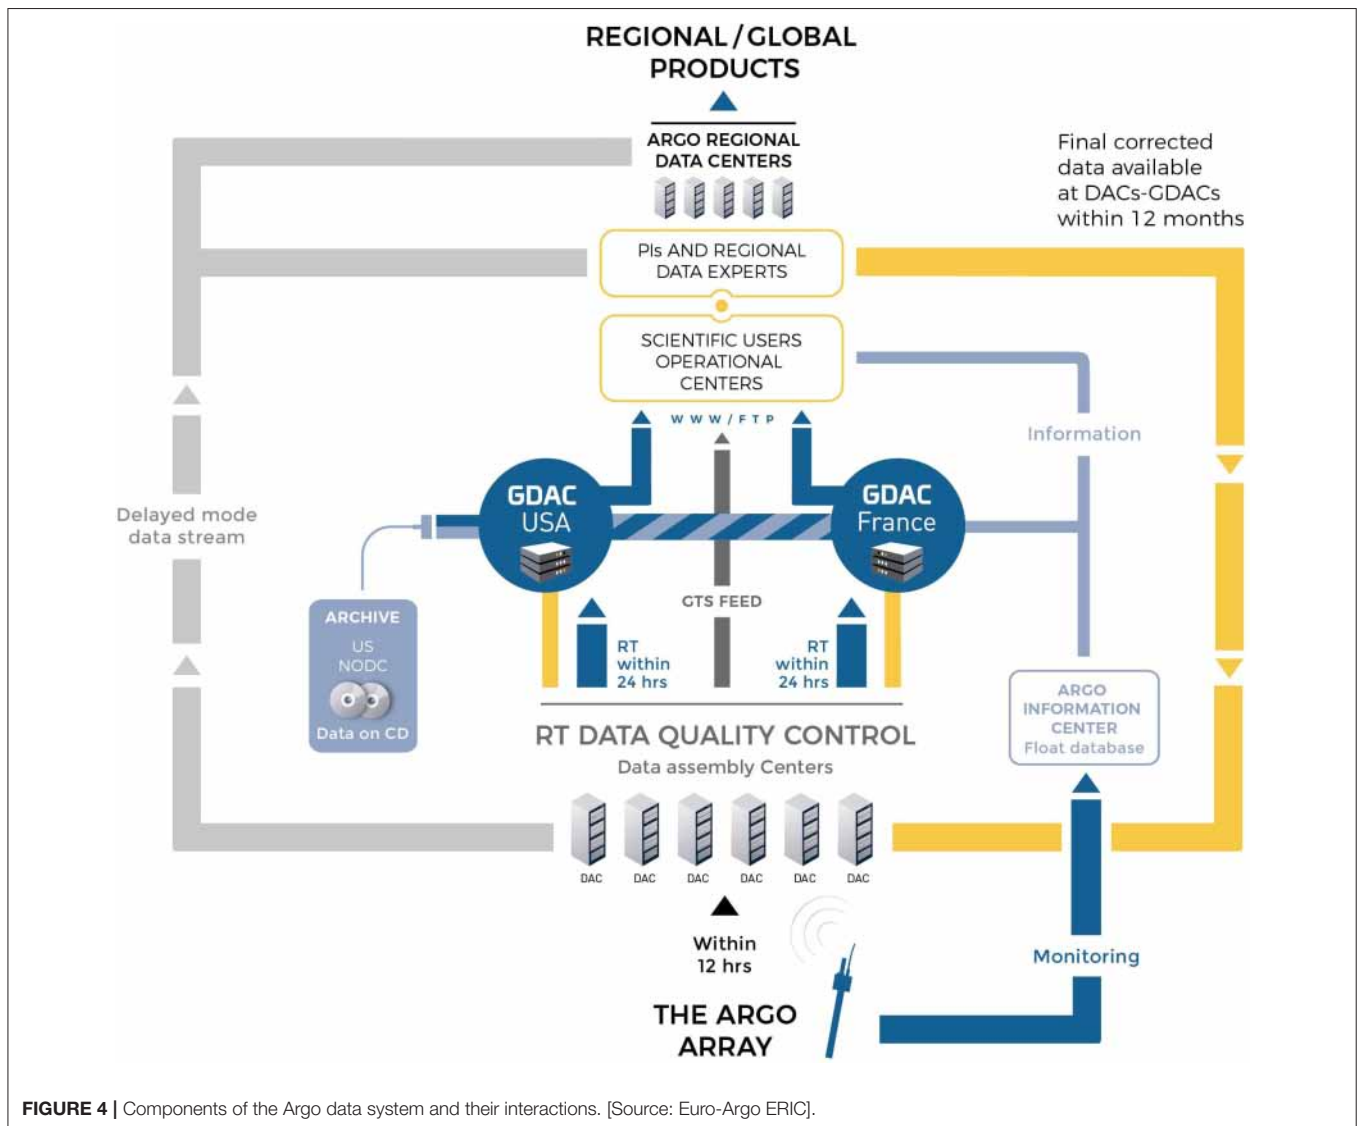 REGIONAL / GLOBAL
PRODUCTS
ARGO REGIONAL
DATA CENTERS
Final corrected
data available
at DACs-GDACs
within 12 months
PIs AND REGIONAL
DATA EXPERTS
SCIENTIFIC USERS
OPERATIONAL
CENTERS
WWW/FTP
Information
GDAC
USA
GDAC
France
Delayed mode
data stream
GTS FEED
ARCHIVE
US
NODC
Data on CD
RT
within
24 hrs
RT
within
24 hrs
ARGO
INFORMATION
CENTER
Float database
RT DATA QUALITY CONTROL
Data assembly Centers
DAC DAC DAC DAC DAC DAC
Within
12 hrs
Monitoring
THE ARGO
ARRAY
FIGURE 4 | Components of the Argo data system and their interactions. [Source: Euro-Argo ERIC].